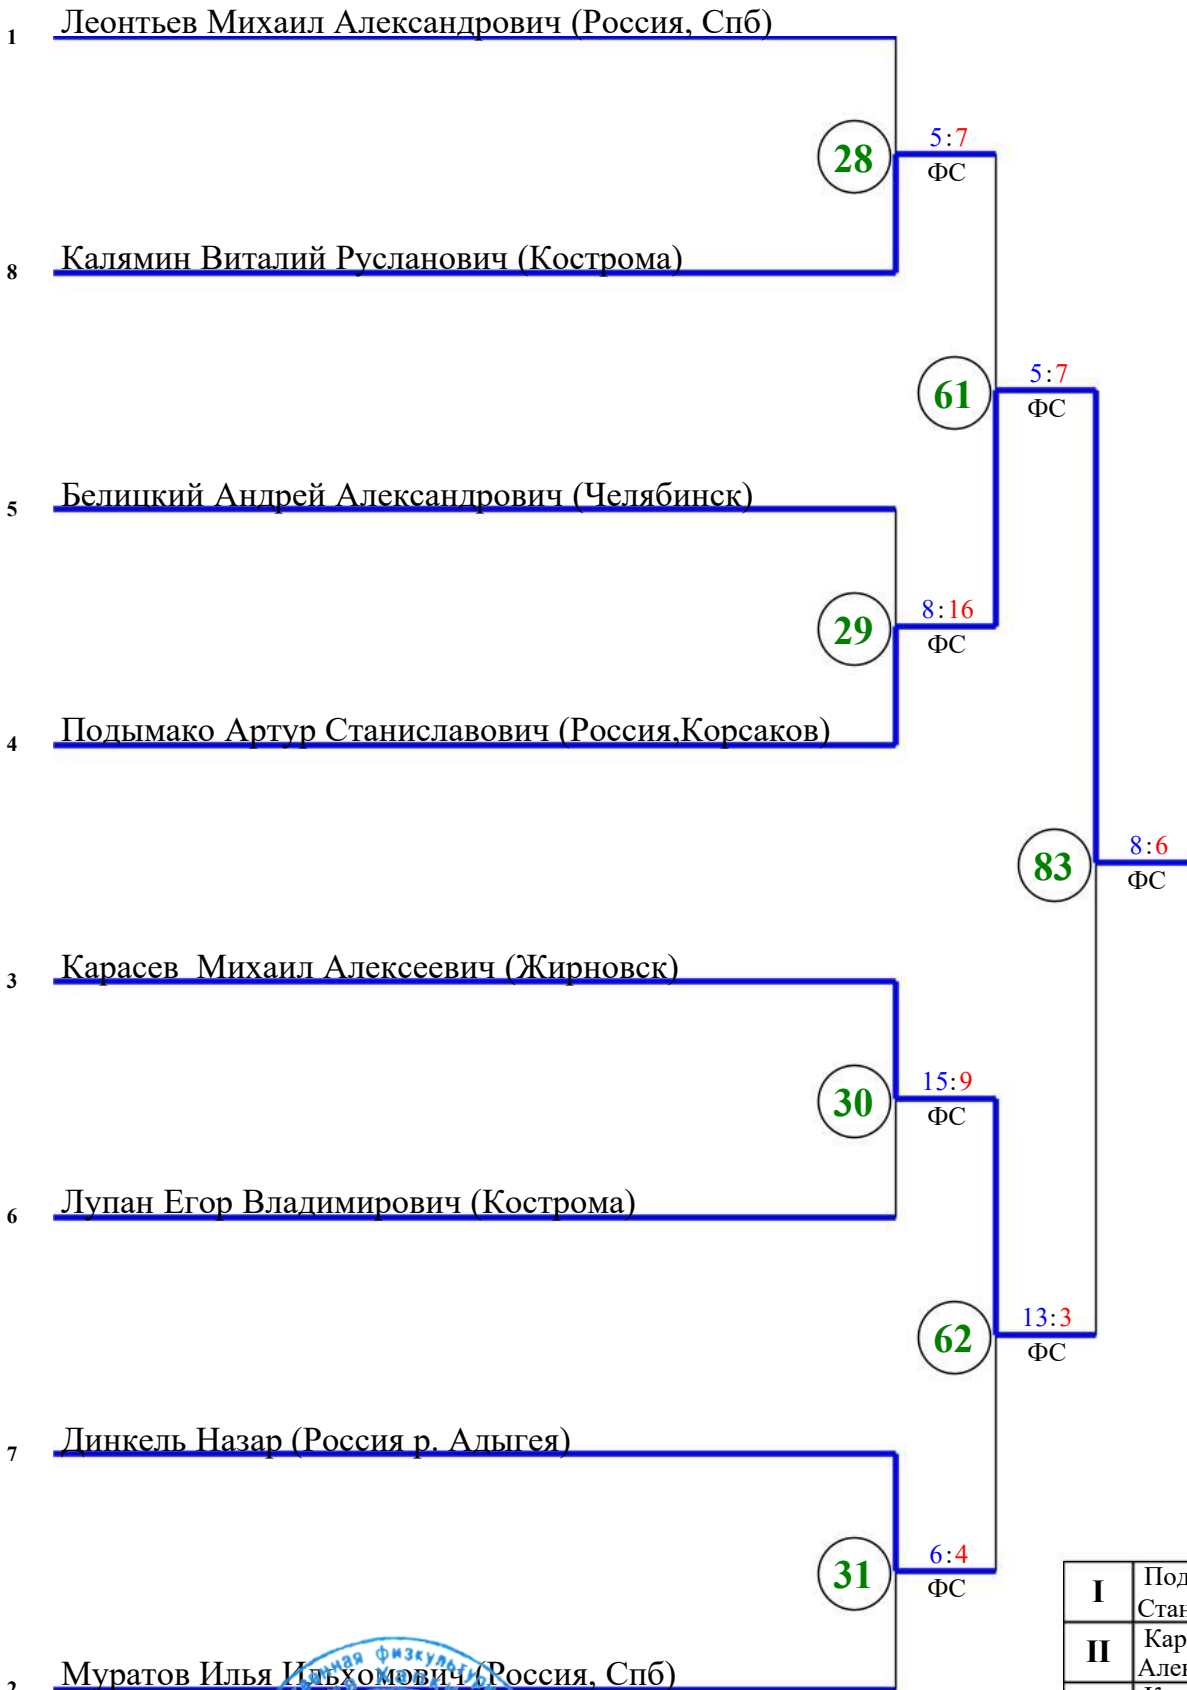 Леонтьев Михаил Александрович (Россия, Спб)
1
5:7
28
ФС
Калямин Виталий Русланович (Кострома)
8
5:7
61
ФС
Белицкий Андрей Александрович (Челябинск)
5
8:16
29
ФС
Подымако Артур Станиславович (Россия,Корсаков)
4
8:6
83
ФС
Карасев Михаил Алексеевич (Жирновск)
3
15:9
30
ФС
Лупан Егор Владимирович (Кострома)
6
13:3
62
ФС
Динкель Назар (Россия р. Адыгея)
7
6:4
31
ФС
I Под
Стан
II Кар
Алек
Муратов Илья Ильхомович (Россия, Спб)
2